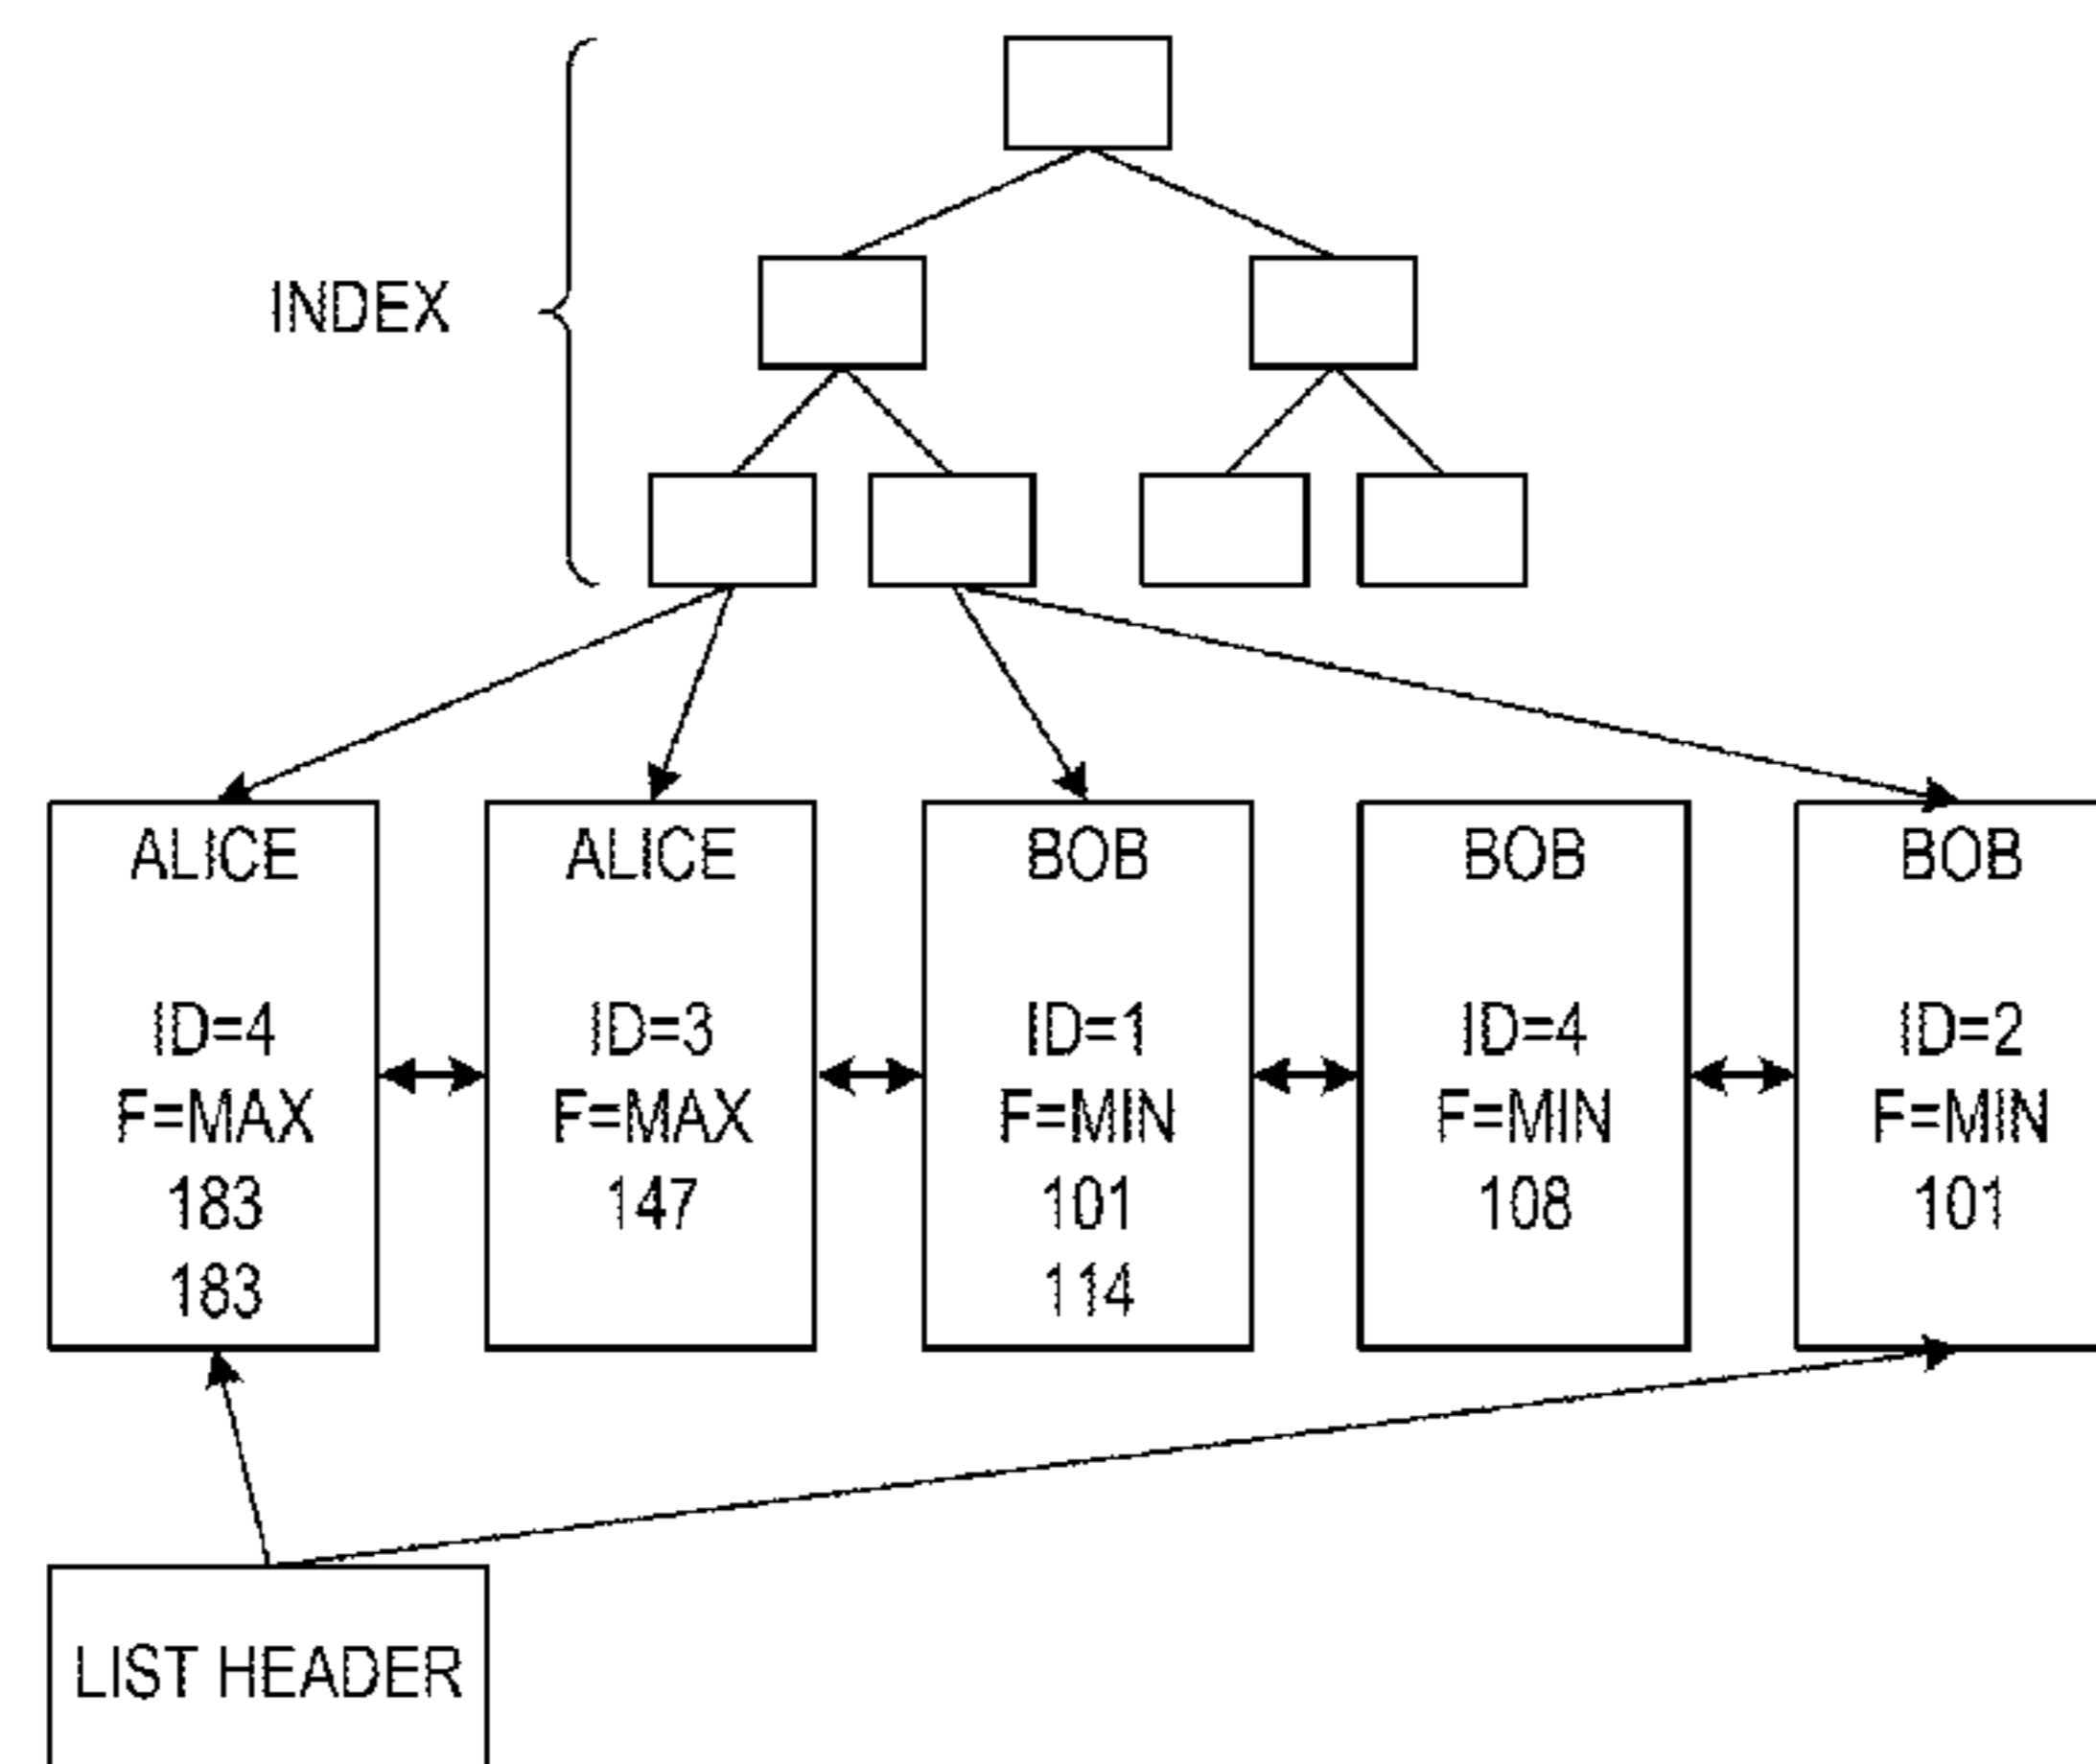 INDEX
ALICE
ID=4
F=MAX
183
183
ALICE
ID=3
F=MAX
147
BOB
ID=1
F=MIN
101
114
BOB
ID=4
F=MIN
108
BOB
ID=2
F=MIN
101
LIST HEADER